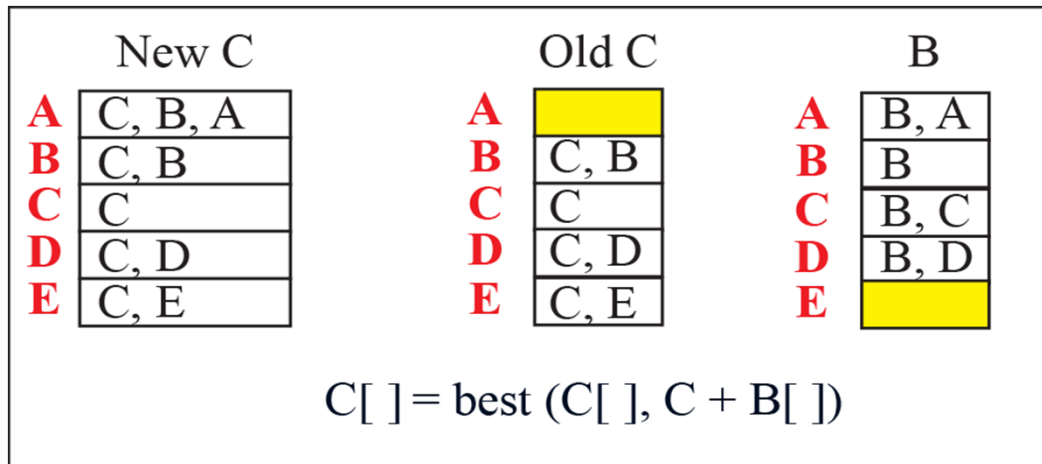 New C Old C B
A C, B, A A A B, A
B C, B B C, B B B
C C C C C B, C
D C, D D C, D D B, D
E C, E E C, E E
C[ ] = best (C[ ], C + B[ ])